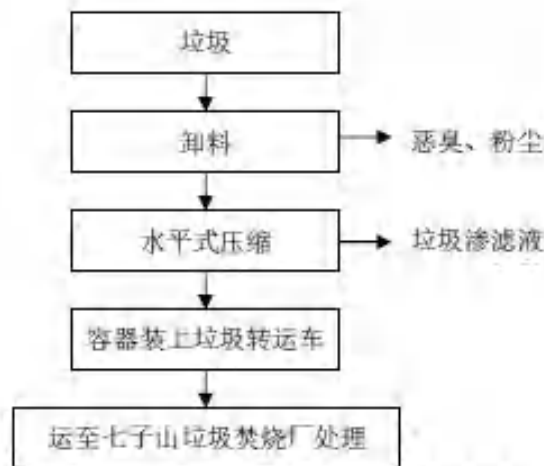 垃圾
卸料
恶臭、粉尘
水平式压缩
垃圾渗滤液
容器装上垃圾转运车
运至七子山垃圾焚烧厂处理